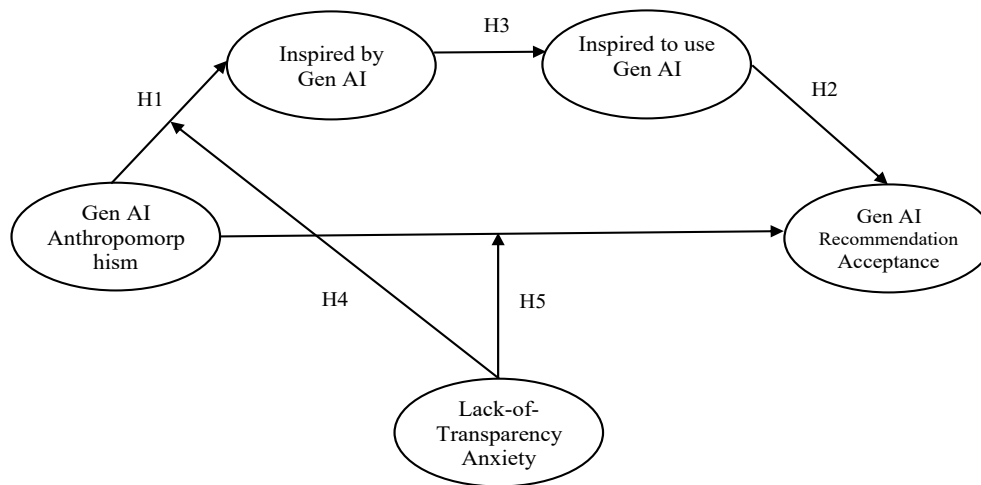 H3
Inspired by
Gen AI
Inspired to use
Gen AI
H1
H2
Gen AI
Anthropomorp
hism
Gen AI
Recommendation
Acceptance
H4
H5
Lack-of-
Transparency
Anxiety